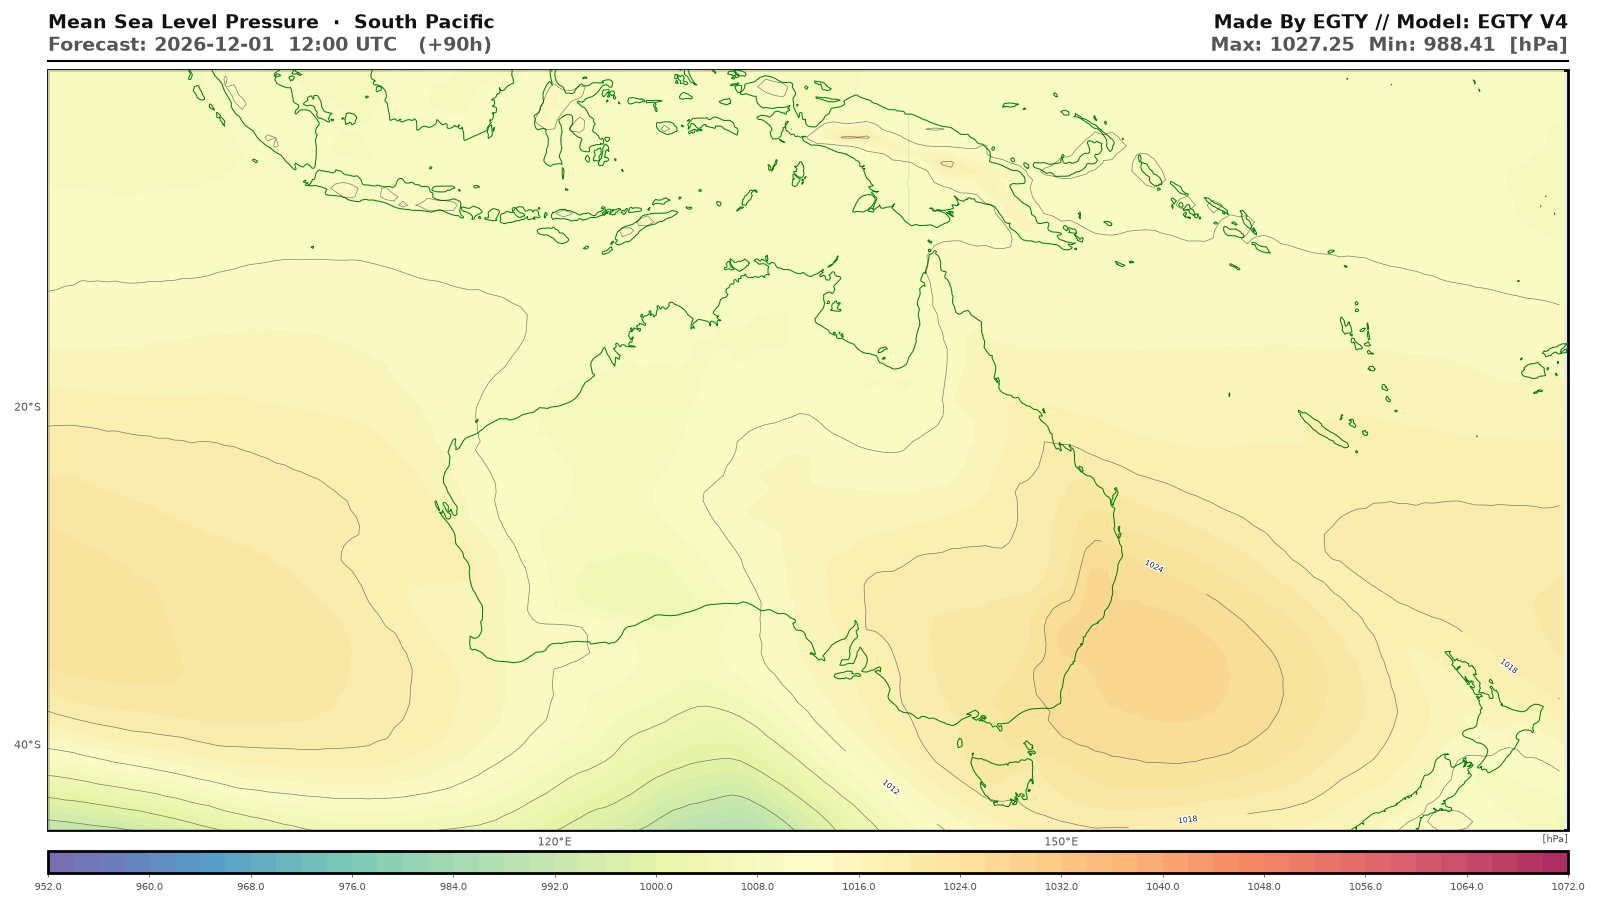 Mean Sea Level Pressure · South Pacific
Made By EGTY // Model: EGTY V4
Forecast: 2026-12-01 12:00 UTC (+90h)
Max: 1027.25 Min: 988.41 [hPa]
20°S
1024
1018
40°S
1012
1018
120°E
150°E
[hPa]
952.0 960.0 968.0 976.0 984.0 992.0 1000.0 1008.0 1016.0 1024.0 1032.0 1040.0 1048.0 1056.0 1064.0 1072.0